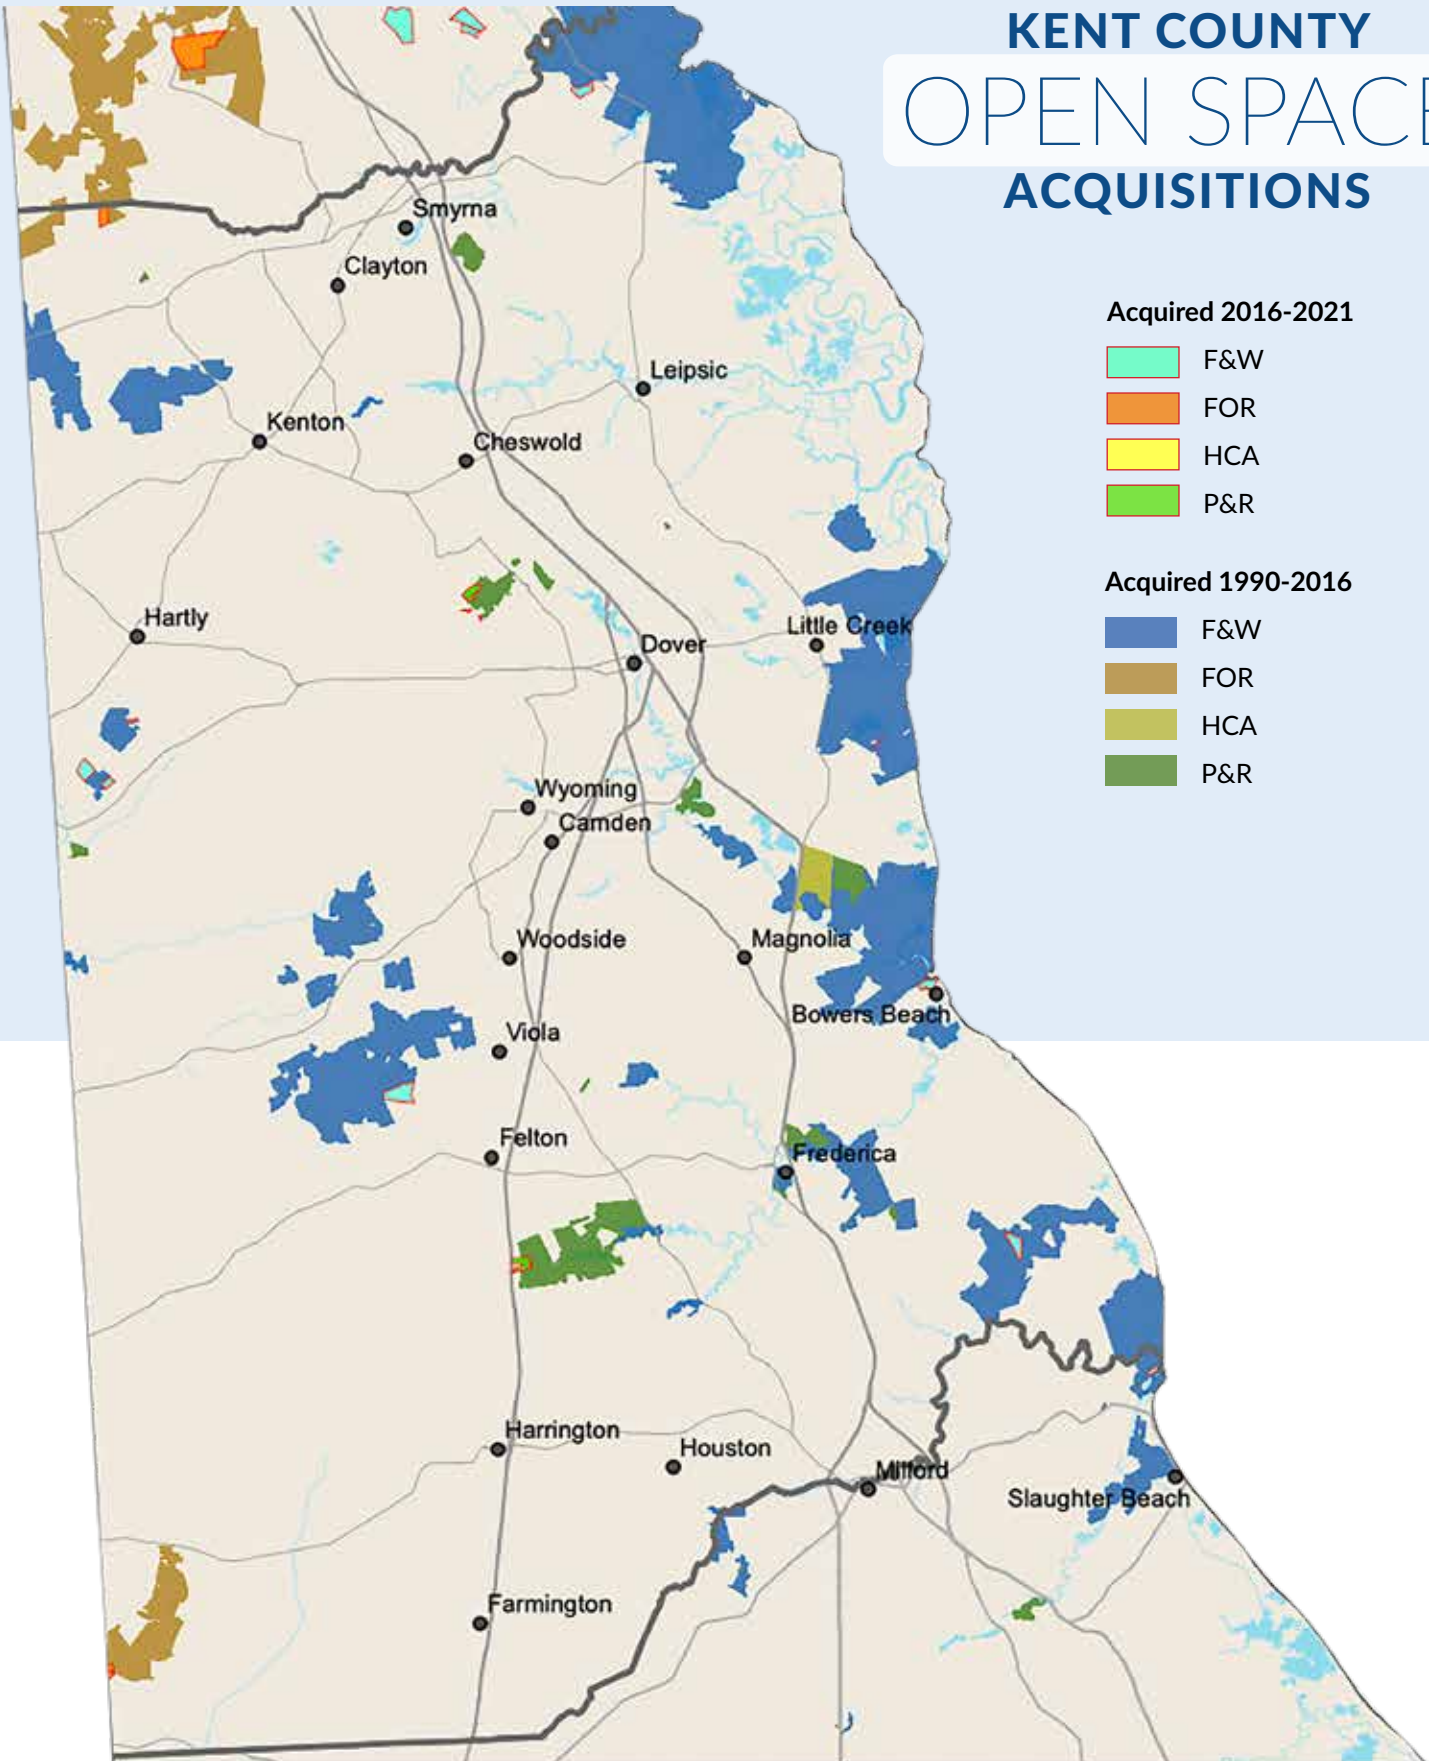 KENT COUNTY
OPEN SPACE
ACQUISITIONS
Acquired 2016-2021
F&W
FOR
HCA
P&R
Acquired 1990-2016
F&W
FOR
HCA
P&R
Smyrna
Clayton
Leipsic
Kenton
Cheswold
Hartly
Little Creek
Dover
Wyoming
Camden
Woodside
Magnolia
Bowers Beach
Viola
Felton
Frederica
Harrington
Houston
Milford
Slaughter Beach
Farmington